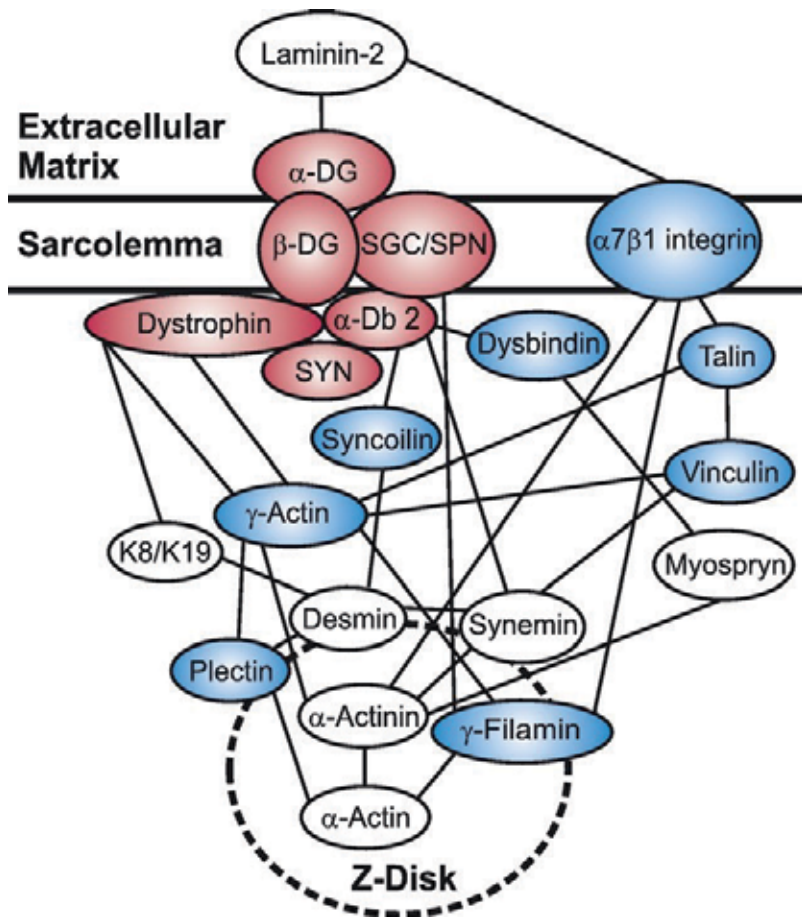 Laminin-2
Extracellular
Matrix
α-DG
Sarcolemma
β-DG
SGC/SPN
α7β1 integrin
Dystrophin
α-Db 2
Dysbindin
Talin
SYN
Syncoilin
Vinculin
γ-Actin
K8/K19
Myospryn
Desmin
Synemin
Plectin
α-Actinin
γ-Filamin
α-Actin
Z-Disk